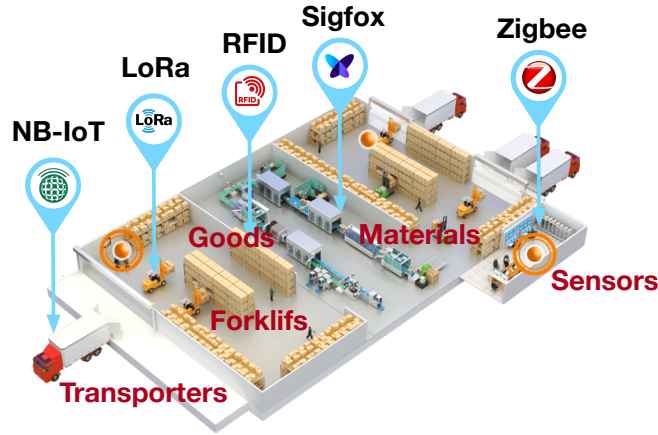 Sigfox
RFID
Zigbee
LoRa
RFID
LoRa
NB-IoT
Goods
Materials
Sensors
Forklifs
Transporters